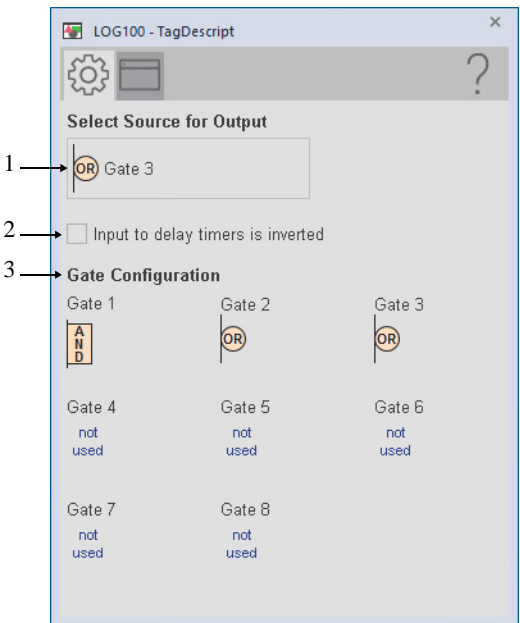 LOG100 - TagDescript
?
Select Source for Output
1
OR Gate 3
2
Input to delay timers is inverted
3
Gate Configuration
Gate 1 Gate 2 Gate 3
AND OR OR
Gate 4 Gate 5 Gate 6
not not not
used used used
Gate 7 Gate 8
not not
used used